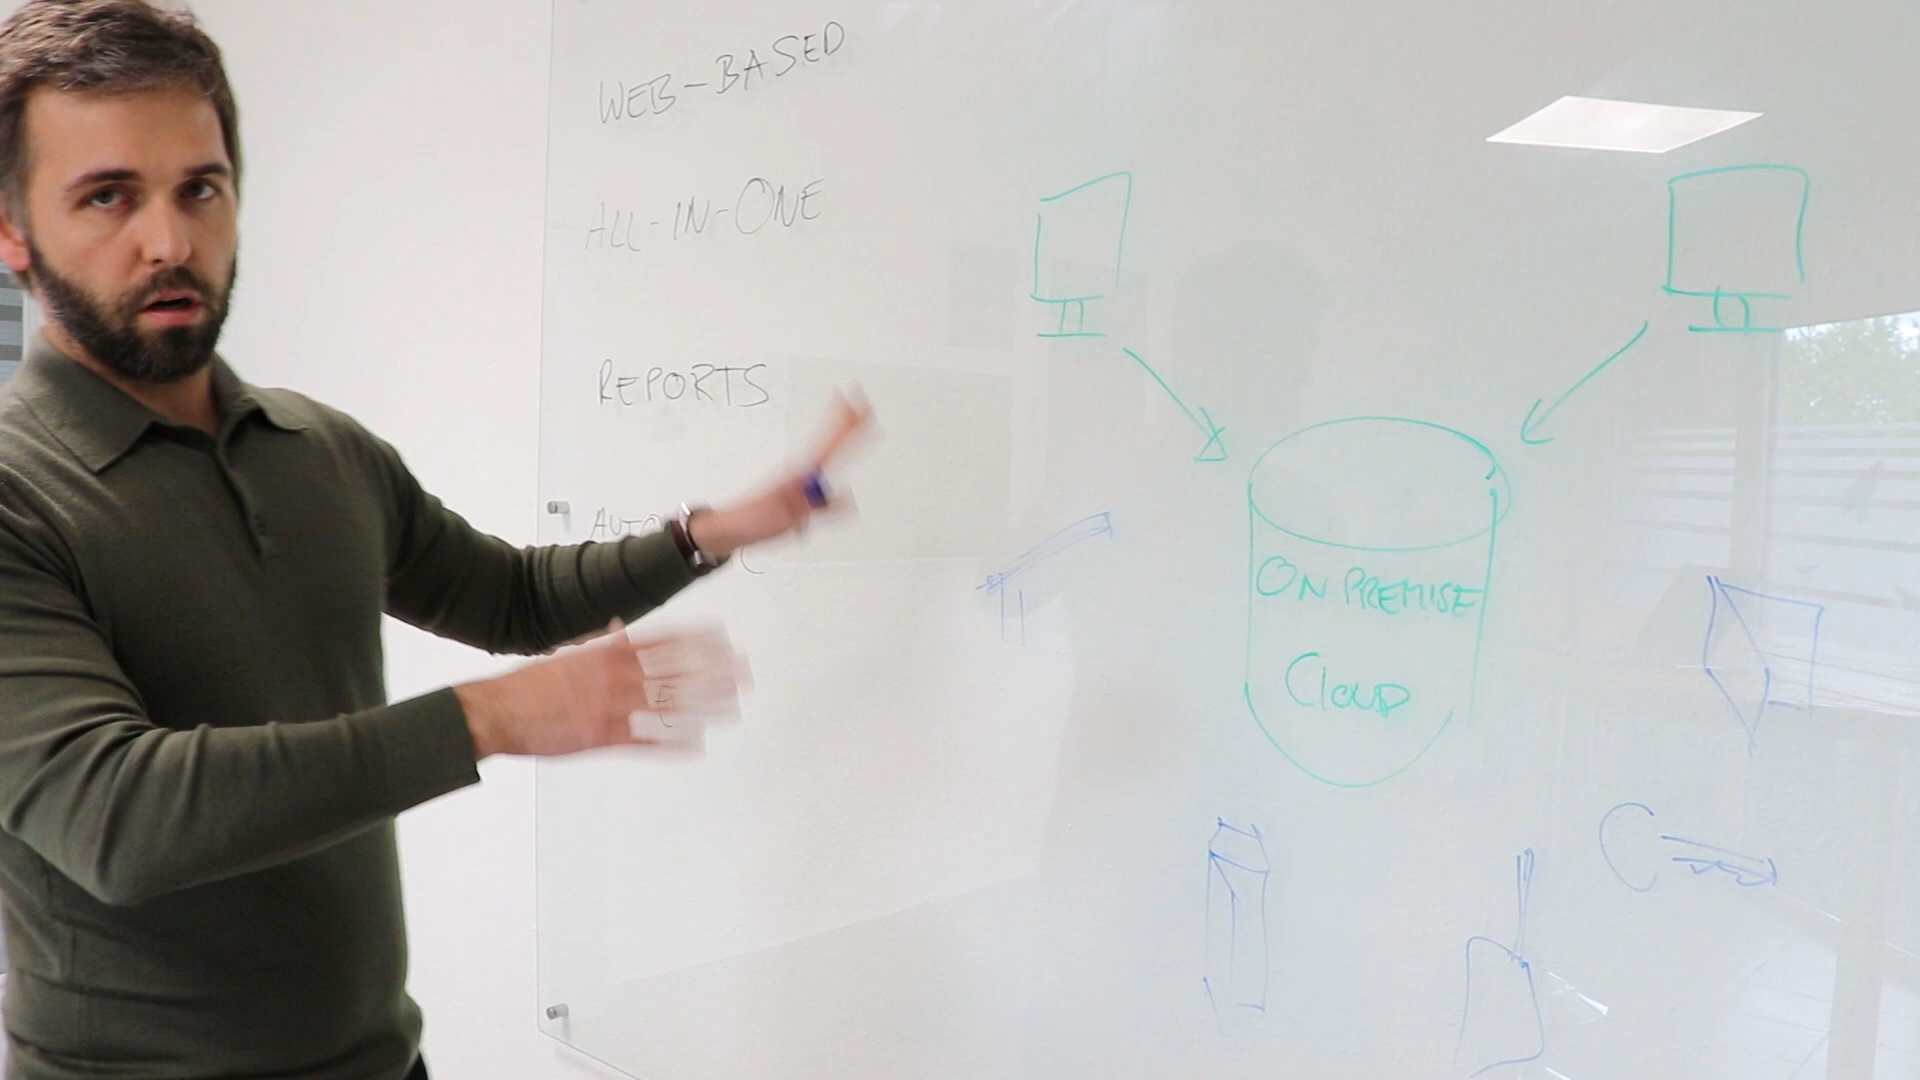 WEB-BASED
ALL-IN-ONE
REPORTS
ON PREMISE
CLOUD